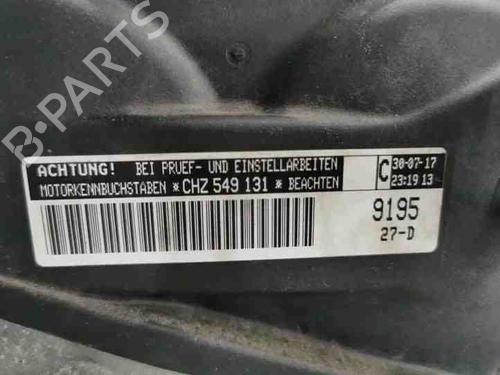 B-PARTS
ACHTUNG! BEI PRUEF- UND EINSTELLARBEITEN
MOTORKENNBUCHSTABEN *CHZ 549 131* BEACHTEN
C
30-07-17
23:19 13
9195
27-D